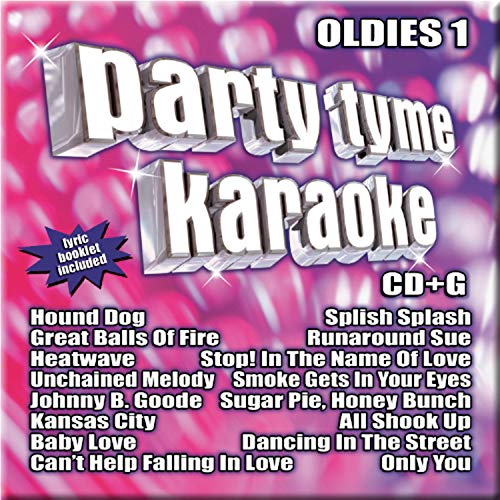 OLDIES 1
party tyme
karaoke
lyric
booklet
included
CD+G
Hound Dog Splish Splash
Great Balls Of Fire Runaround Sue
Heatwave Stop! In The Name Of Love
Unchained Melody Smoke Gets In Your Eyes
Johnny B. Goode Sugar Pie, Honey Bunch
Kansas City All Shook Up
Baby Love Dancing In The Street
Can't Help Falling In Love Only You